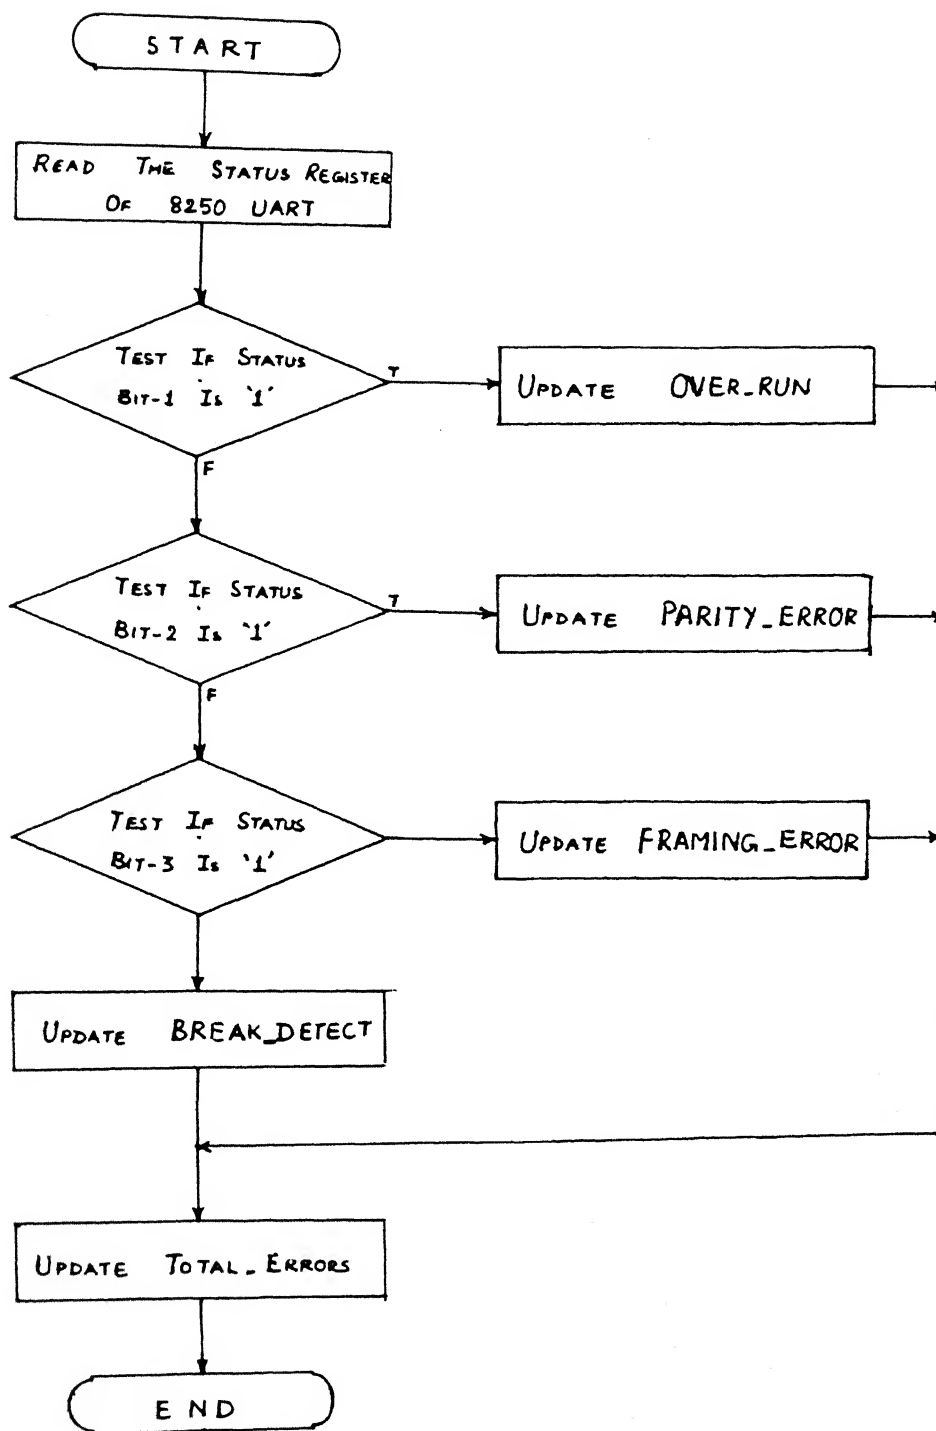 START
READ THE STATUS REGISTER
OF 8250 UART
TEST IF STATUS
BIT-1 IS '1'
T
UPDATE OVER_RUN
F
TEST IF STATUS
BIT-2 IS '1'
T
UPDATE PARITY_ERROR
F
TEST IF STATUS
BIT-3 IS '1'
UPDATE FRAMING_ERROR
UPDATE BREAK_DETECT
UPDATE TOTAL_ERRORS
END